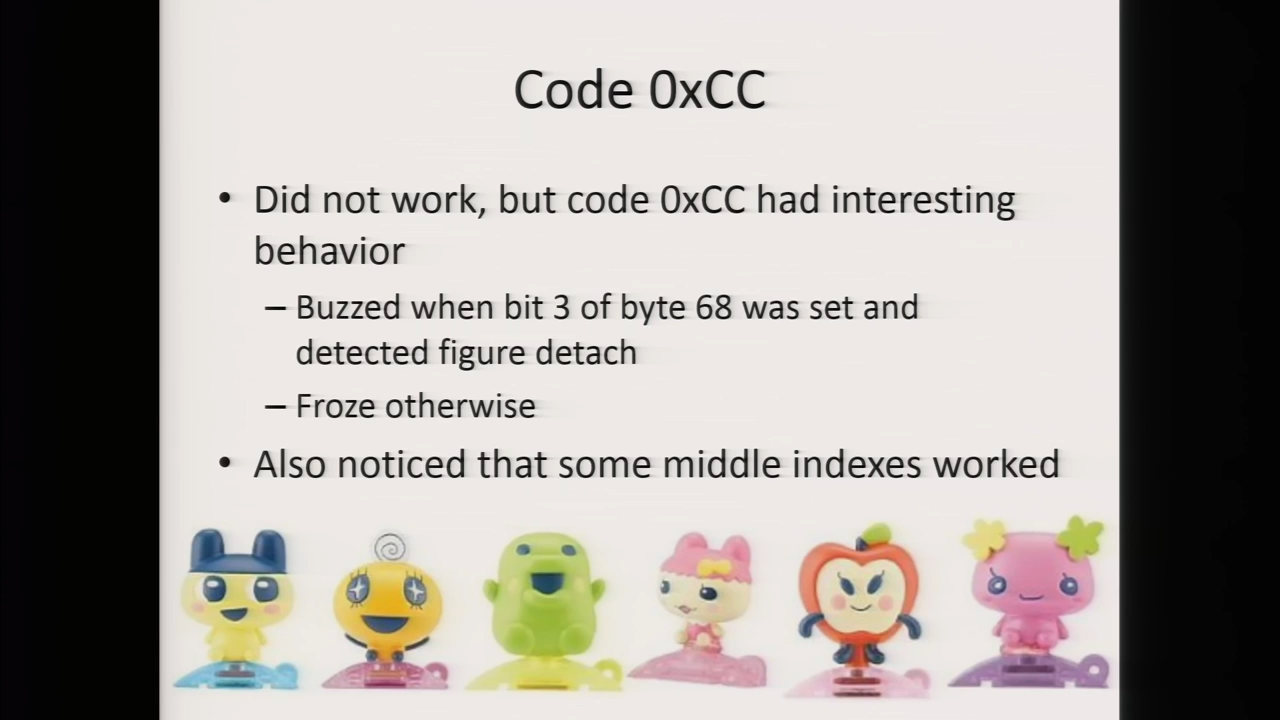 Code 0xCC
• Did not work, but code 0xCC had interesting
behavior
– Buzzed when bit 3 of byte 68 was set and
detected figure detach
– Froze otherwise
• Also noticed that some middle indexes worked